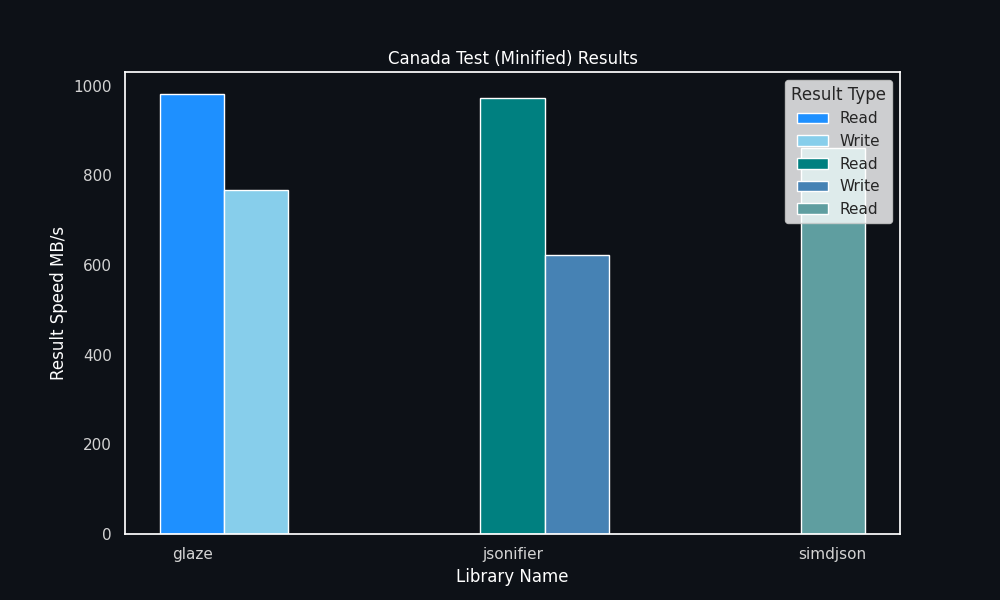 Canada Test (Minified) Results
Result Type
Read
Write
Read
Write
Read
1000
800
600
400
200
0
Result Speed MB/s
glaze
jsonifier
simdjson
Library Name